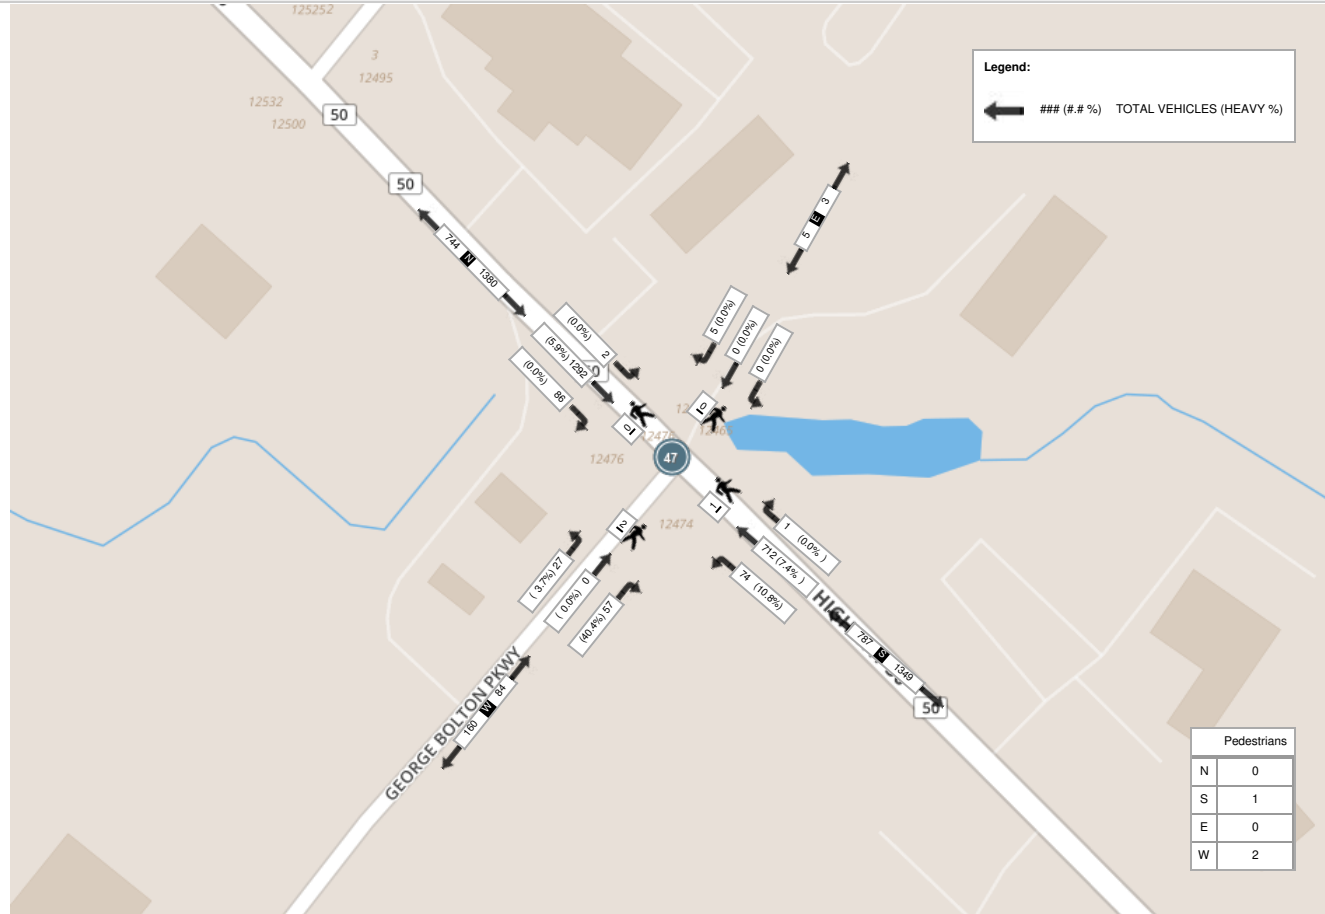 125252
3
12495
12532
12500
50
50
Legend:
### (#.# %) TOTAL VEHICLES (HEAVY %)
5 E 3
744 N 1380
(0.0%) 2
(5.9%) 1292
(0.0%) 86
5 (0.0%)
0 (0.0%)
0 (0.0%)
0
0
12476
12476
47
1
2
12474
1 (0.0% )
712 (7.4% )
74 (10.8%)
( 3.7%) 27
( 0.0%) 0
(40.4%) 57
787 S 1349
50
160 W 84
GEORGE BOLTON PKWY
Pedestrians
N 0
S 1
E 0
W 2